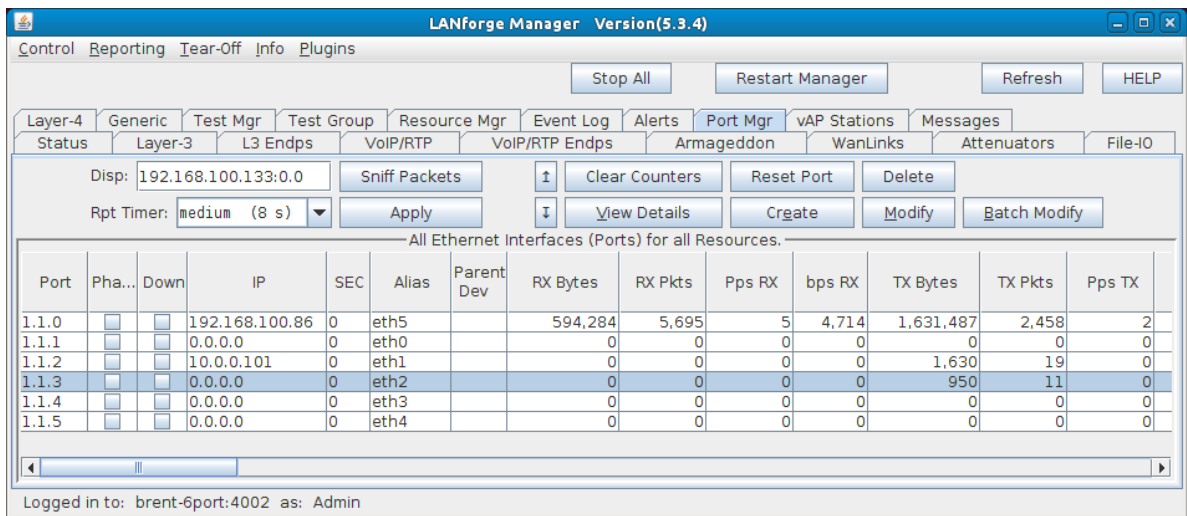 LANforge Manager Version(5.3.4)
Control Reporting Tear-Off Info Plugins
Stop All Restart Manager Refresh HELP
Layer-4 Generic Test Mgr Test Group Resource Mgr Event Log Alerts Port Mgr vAP Stations Messages
Status Layer-3 L3 Endps VoIP/RTP VoIP/RTP Endps Armageddon WanLinks Attenuators File-IO
Disp: 192.168.100.133:0.0 Sniff Packets Clear Counters Reset Port Delete
Rpt Timer: medium (8 s) Apply View Details Create Modify Batch Modify
All Ethernet Interfaces (Ports) for all Resources.
Port Pha... Down IP SEC Alias Parent Dev RX Bytes RX Pkts Pps RX bps RX TX Bytes TX Pkts Pps TX
1.1.0 192.168.100.86 0 eth5 594,284 5,695 5 4,714 1,631,487 2,458 2
1.1.1 0.0.0.0 0 eth0 0 0 0 0 0 0 0
1.1.2 10.0.0.101 0 eth1 0 0 0 0 1,630 19 0
1.1.3 0.0.0.0 0 eth2 0 0 0 0 950 11 0
1.1.4 0.0.0.0 0 eth3 0 0 0 0 0 0 0
1.1.5 0.0.0.0 0 eth4 0 0 0 0 0 0 0
Logged in to: brent-6port:4002 as: Admin